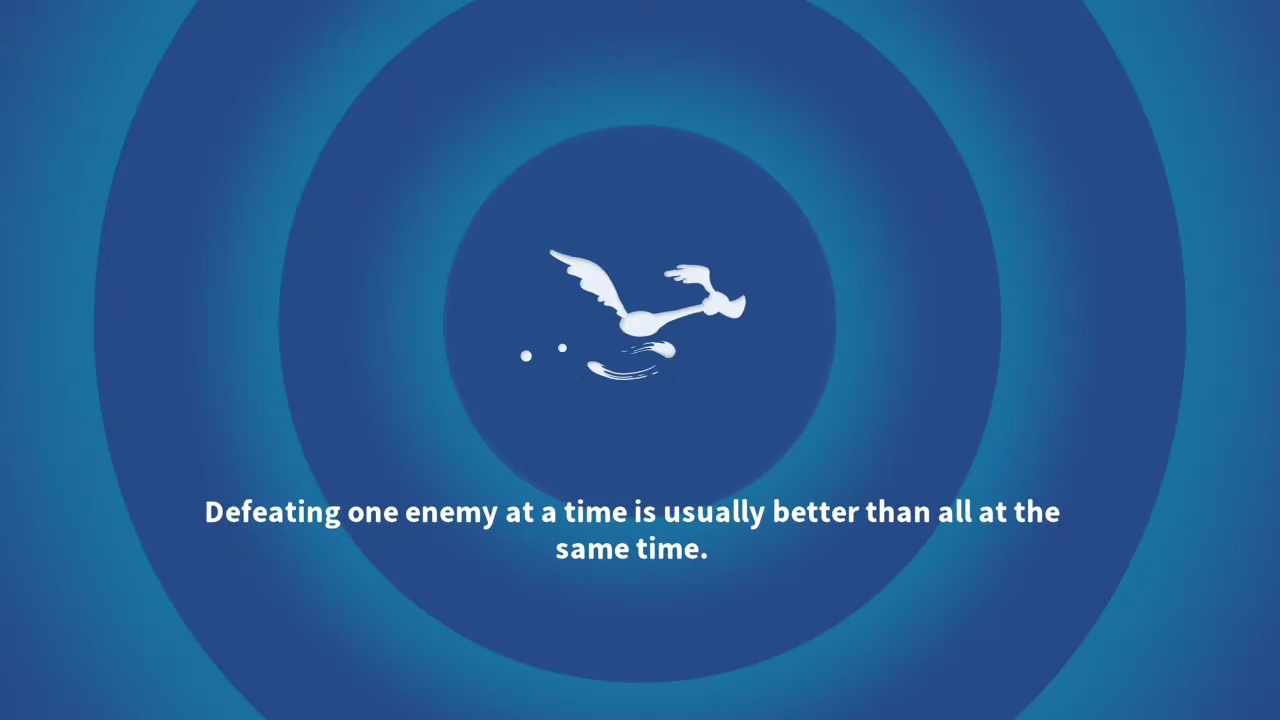 Defeating one enemy at a time is usually better than all at the
same time.